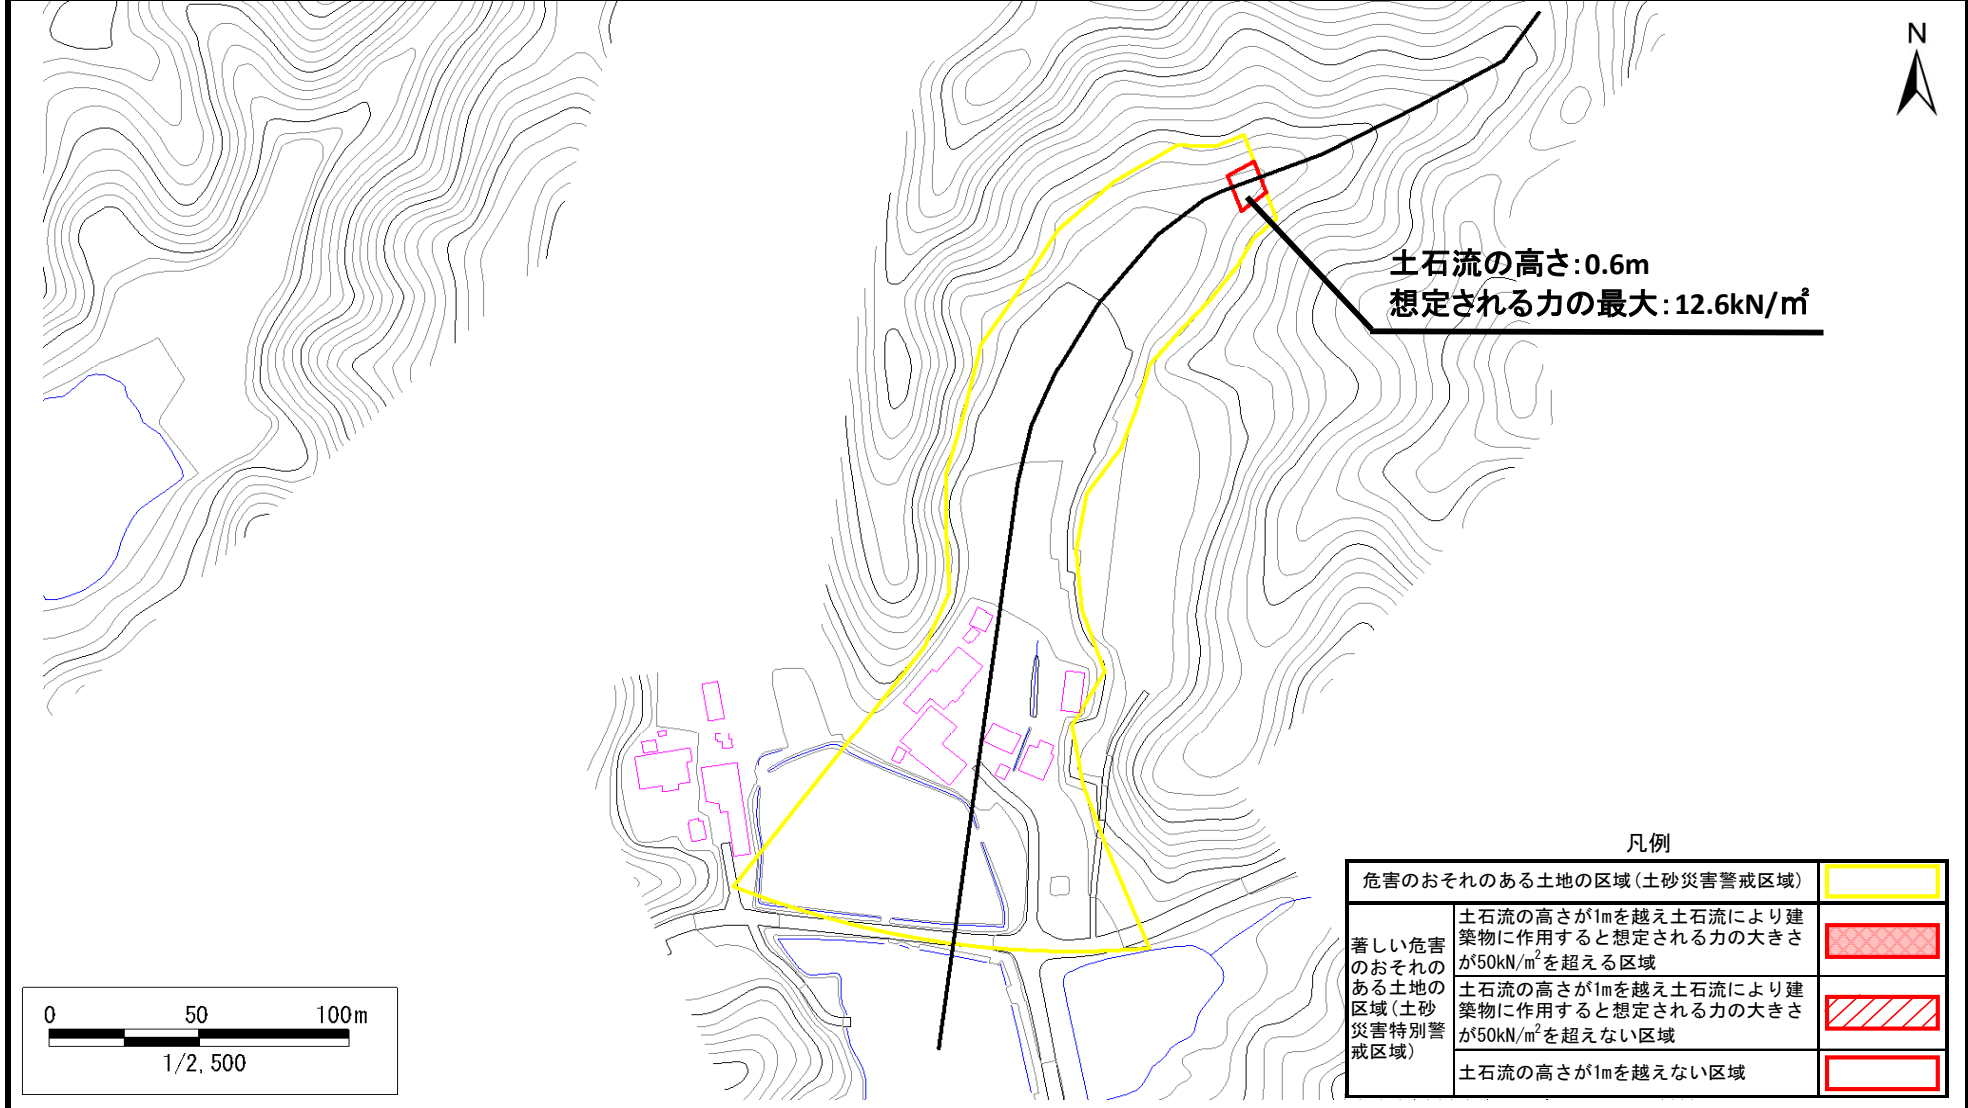 N
土石流の高さ:0.6m
想定される力の最大:12.6kN/㎡
凡例
危害のおそれのある土地の区域(土砂災害警戒区域)
著しい危害
のおそれの
ある土地の
区域(土砂
災害特別警
戒区域)
土石流の高さが1mを越え土石流により建
築物に作用すると想定される力の大きさ
が50kN/m²を超える区域
土石流の高さが1mを越え土石流により建
築物に作用すると想定される力の大きさ
が50kN/m²を超えない区域
土石流の高さが1mを越えない区域
0 50 100m
1/2,500